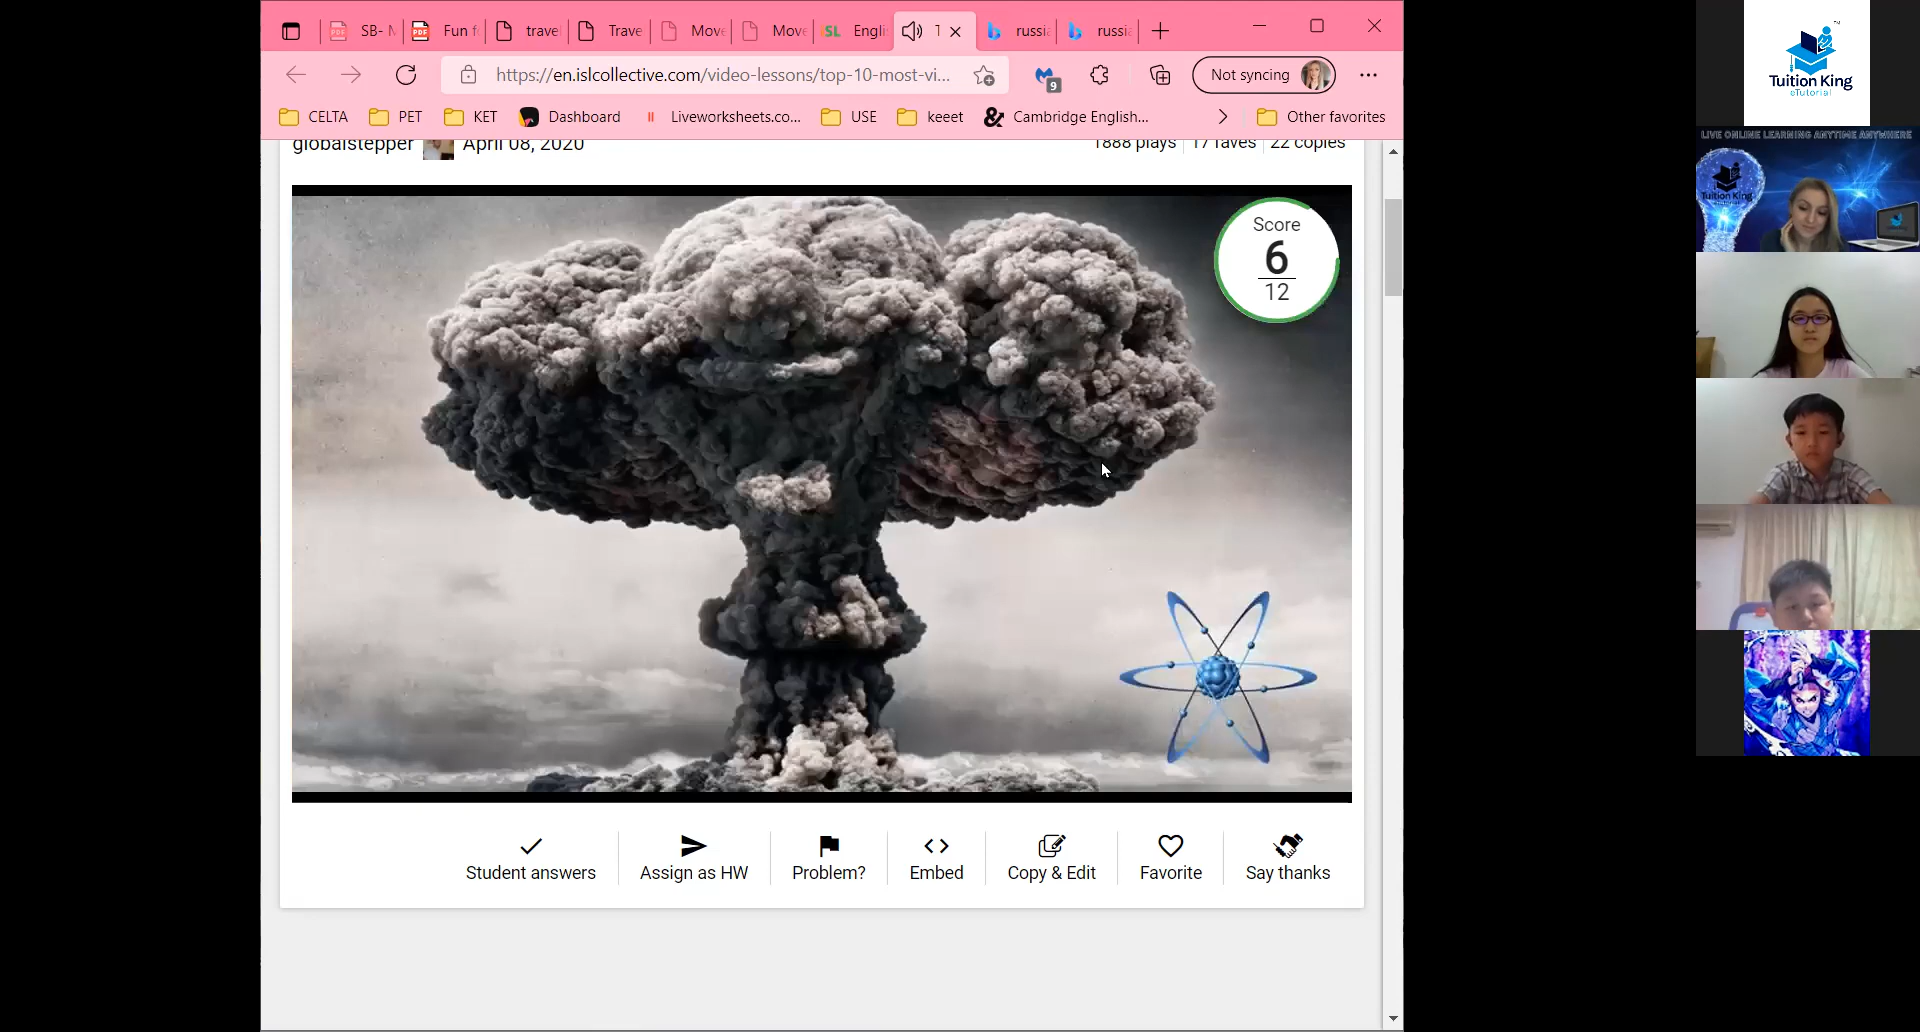 SB- M
Fun f
trave
Trave
Move
Move
iSL
Engli
T
russia
russia
https://en.islcollective.com/video-lessons/top-10-most-vi...
9
Not syncing
CELTA
PET
KET
Dashboard
Liveworksheets.co...
USE
keeet
Cambridge English...
Other favorites
globalstepper
April 08, 2020
1888 plays
17 faves
22 copies
Score
6
12
Student answers
Assign as HW
Problem?
Embed
Copy & Edit
Favorite
Say thanks
Tuition King
eTutorial
LIVE ONLINE LEARNING ANYTIME ANYWHERE
Tuition King